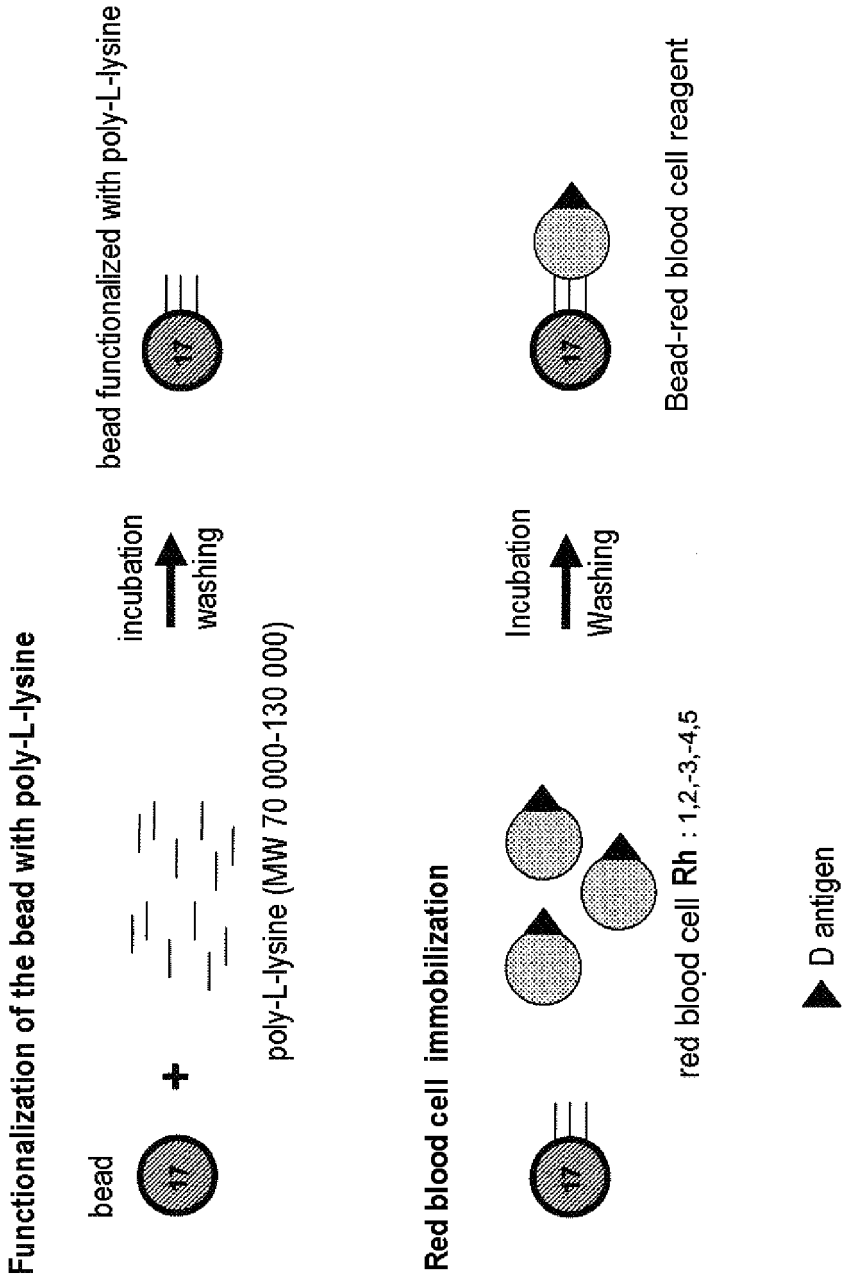 Functionalization of the bead with poly-L-lysine
bead
17
+
poly-L-lysine (MW 70 000-130 000)
incubation
washing
bead functionalized with poly-L-lysine
17
Red blood cell immobilization
17
red blood cell Rh : 1,2,-3,-4,5
Incubation
Washing
17
Bead-red blood cell reagent
D antigen